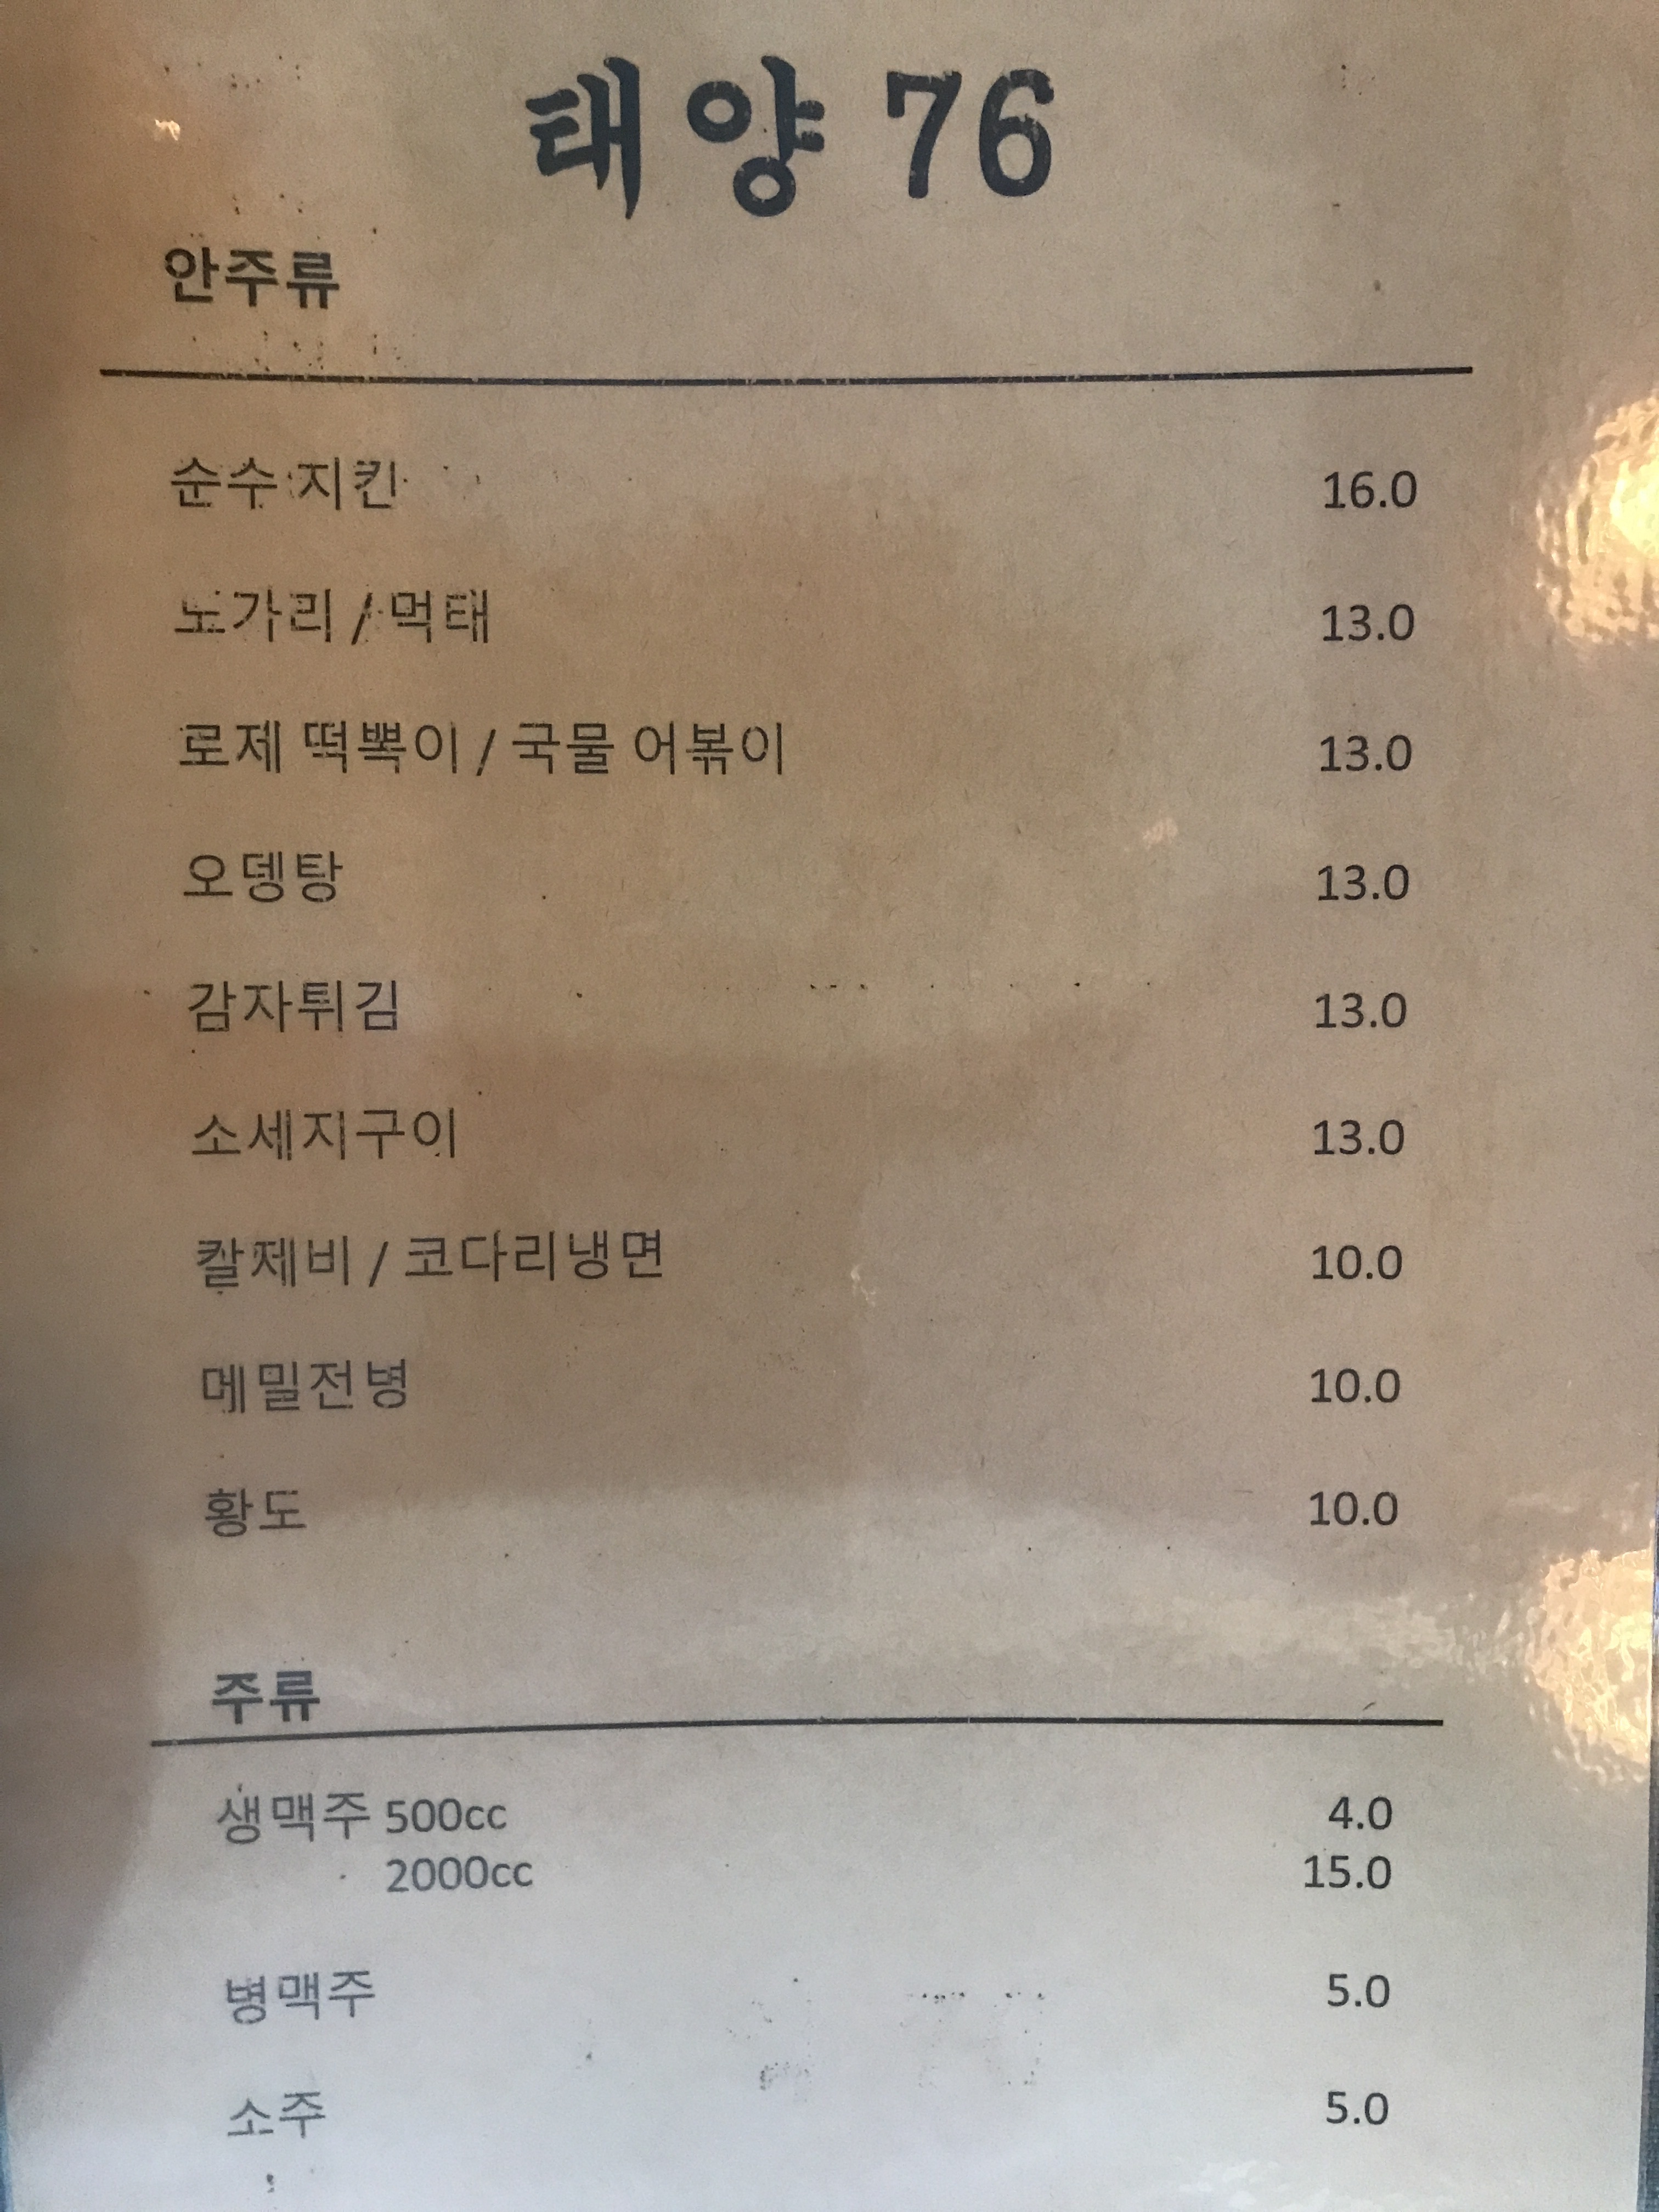 태양 76
안주류
순수치킨 16.0
노가리 / 먹태 13.0
로제 떡뽁이 / 국물 어볶이 13.0
오뎅탕 13.0
감자튀김 13.0
소세지구이 13.0
칼제비 / 코다리냉면 10.0
메밀전병 10.0
황도 10.0
주류
생맥주 500cc 4.0
2000cc 15.0
병맥주 5.0
소주 5.0